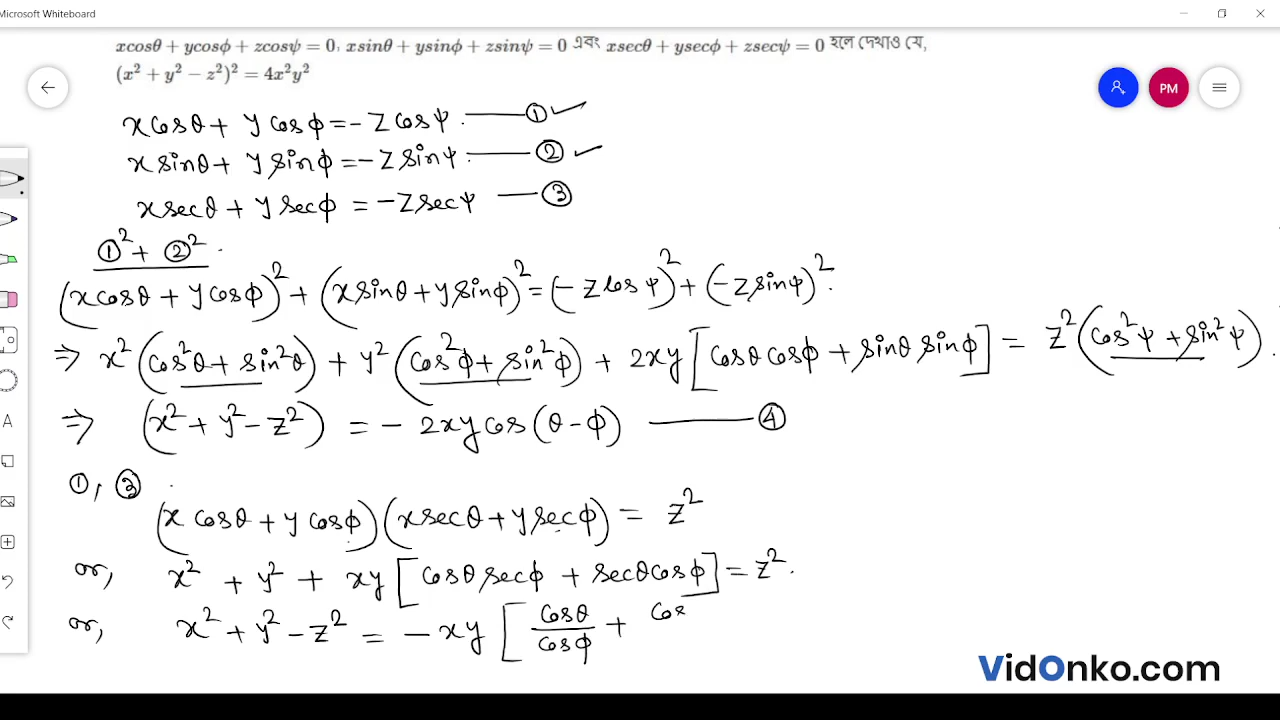 Microsoft Whiteboard
xcosθ + ycosϕ + zcosψ = 0, xsinθ + ysinϕ + zsinψ = 0 এবং xsecθ + ysecϕ + zsecψ = 0 হলে দেখাও যে,
(x² + y² − z²)² = 4x²y²
PM
x cosθ + y cosϕ = − z cosψ. —— ① ✓
x sinθ + y sinϕ = − z sinψ. —— ② ✓
x secθ + y secϕ = − z secψ —— ③
①² + ②²
(x cosθ + y cosϕ)² + (x sinθ + y sinϕ)² = (− z cosψ)² + (− z sinψ)².
⇒ x² (cos²θ + sin²θ) + y² (cos²ϕ + sin²ϕ) + 2xy [cosθ cosϕ + sinθ sinϕ] = z² (cos²ψ + sin²ψ).
⇒ (x² + y² − z²) = − 2xy cos (θ − ϕ) —— ④
①, ③
(x cosθ + y cosϕ)(x secθ + y secϕ) = z²
or, x² + y² + xy [cosθ secϕ + secθ cosϕ] = z².
or, x² + y² − z² = − xy [cosθ/cosϕ + cos
VidOnko.com
A